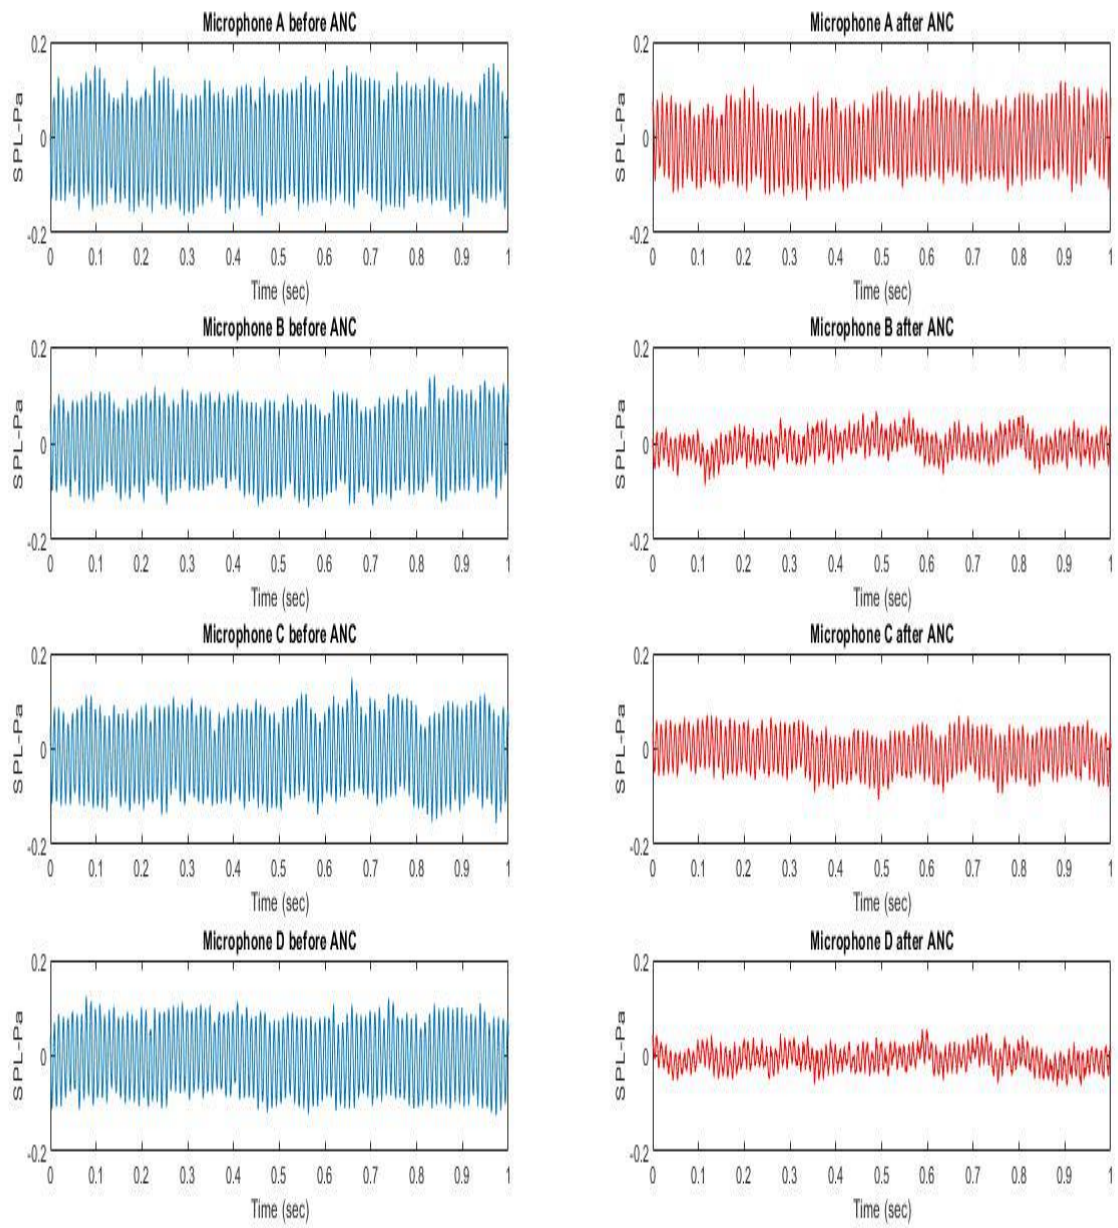 Microphone A before ANC
0.2
0
-0.2
SPL-Pa
0 0.1 0.2 0.3 0.4 0.5 0.6 0.7 0.8 0.9 1
Time (sec)
Microphone A after ANC
0.2
0
-0.2
SPL-Pa
0 0.1 0.2 0.3 0.4 0.5 0.6 0.7 0.8 0.9 1
Time (sec)
Microphone B before ANC
0.2
0
-0.2
SPL-Pa
0 0.1 0.2 0.3 0.4 0.5 0.6 0.7 0.8 0.9 1
Time (sec)
Microphone B after ANC
0.2
0
-0.2
SPL-Pa
0 0.1 0.2 0.3 0.4 0.5 0.6 0.7 0.8 0.9 1
Time (sec)
Microphone C before ANC
0.2
0
-0.2
SPL-Pa
0 0.1 0.2 0.3 0.4 0.5 0.6 0.7 0.8 0.9 1
Time (sec)
Microphone C after ANC
0.2
0
-0.2
SPL-Pa
0 0.1 0.2 0.3 0.4 0.5 0.6 0.7 0.8 0.9 1
Time (sec)
Microphone D before ANC
0.2
0
-0.2
SPL-Pa
0 0.1 0.2 0.3 0.4 0.5 0.6 0.7 0.8 0.9 1
Time (sec)
Microphone D after ANC
0.2
0
-0.2
SPL-Pa
0 0.1 0.2 0.3 0.4 0.5 0.6 0.7 0.8 0.9 1
Time (sec)